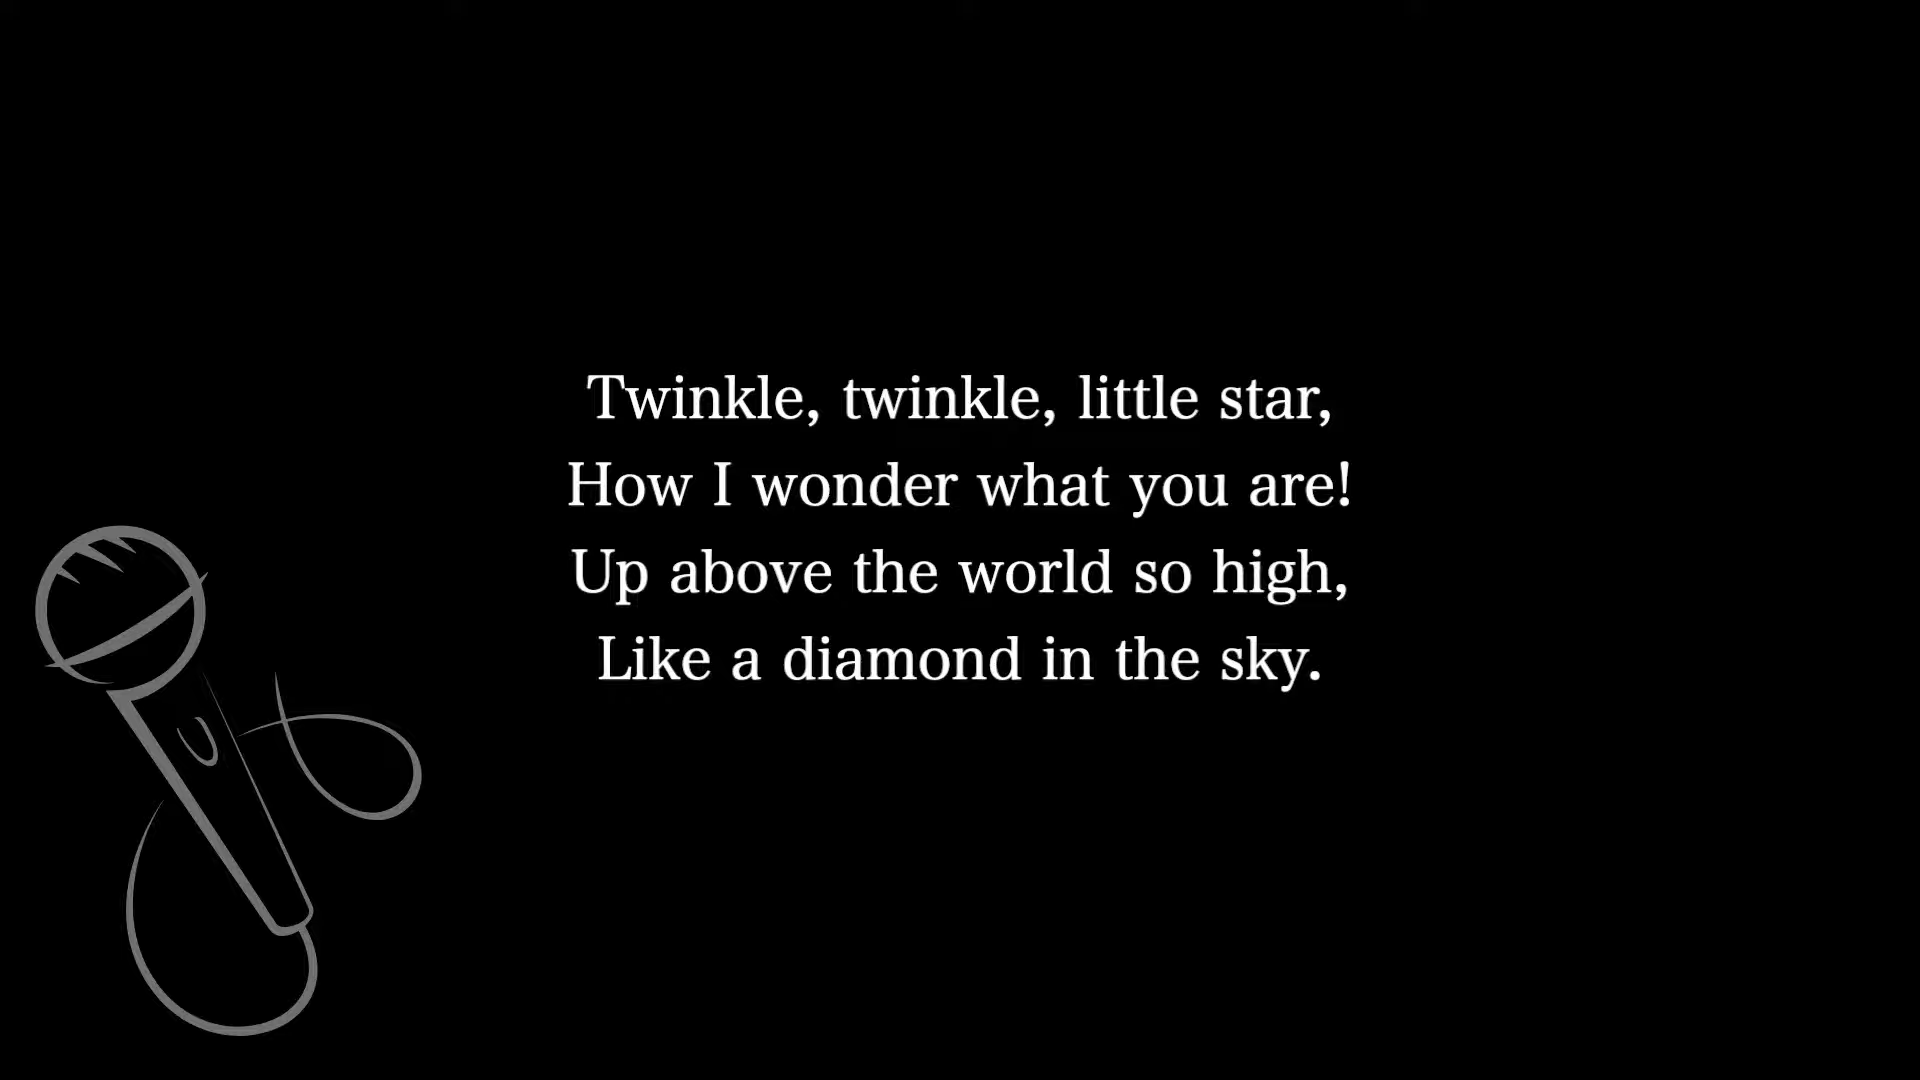 Twinkle, twinkle, little star,
How I wonder what you are!
Up above the world so high,
Like a diamond in the sky.